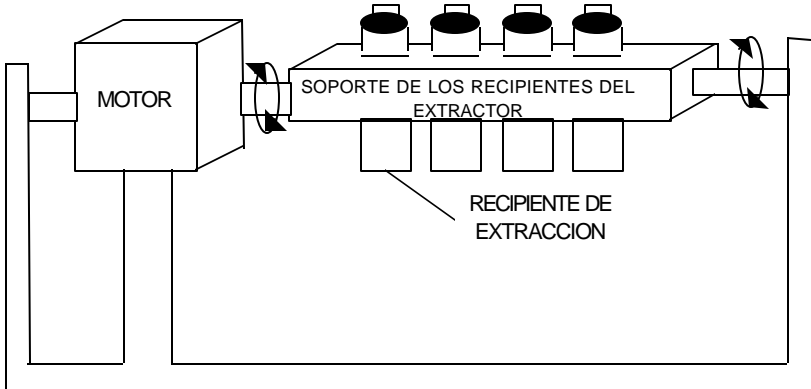 MOTOR
SOPORTE DE LOS RECIPIENTES DEL
EXTRACTOR
RECIPIENTE DE
EXTRACCION